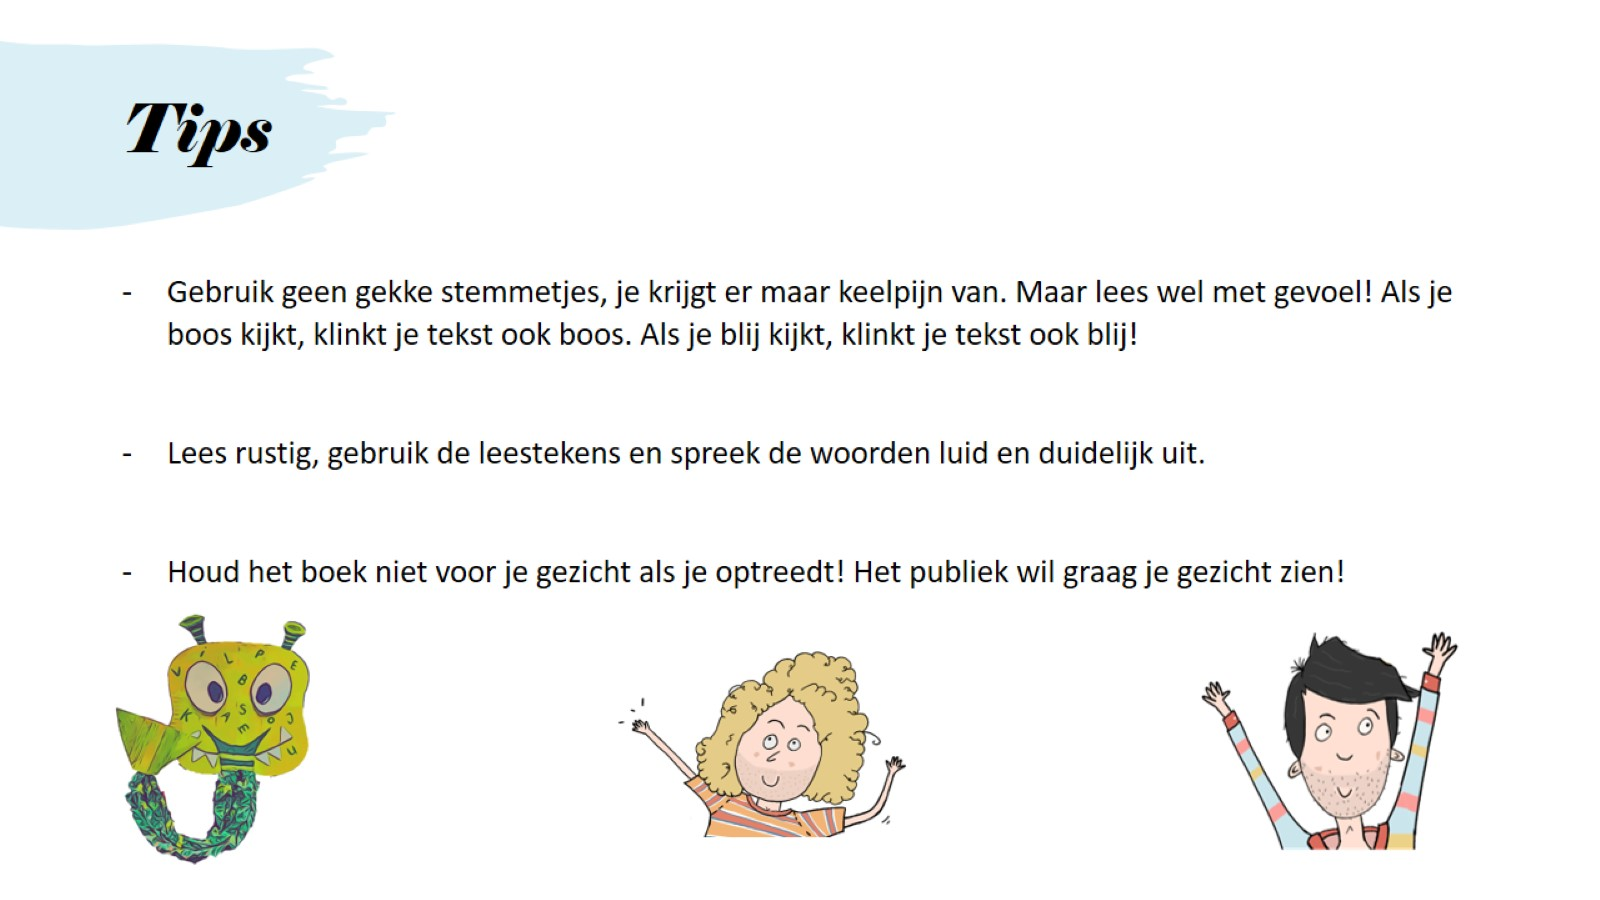 Tips
- Gebruik geen gekke stemmetjes, je krijgt er maar keelpijn van. Maar lees wel met gevoel! Als je
boos kijkt, klinkt je tekst ook boos. Als je blij kijkt, klinkt je tekst ook blij!
- Lees rustig, gebruik de leestekens en spreek de woorden luid en duidelijk uit.
- Houd het boek niet voor je gezicht als je optreedt! Het publiek wil graag je gezicht zien!